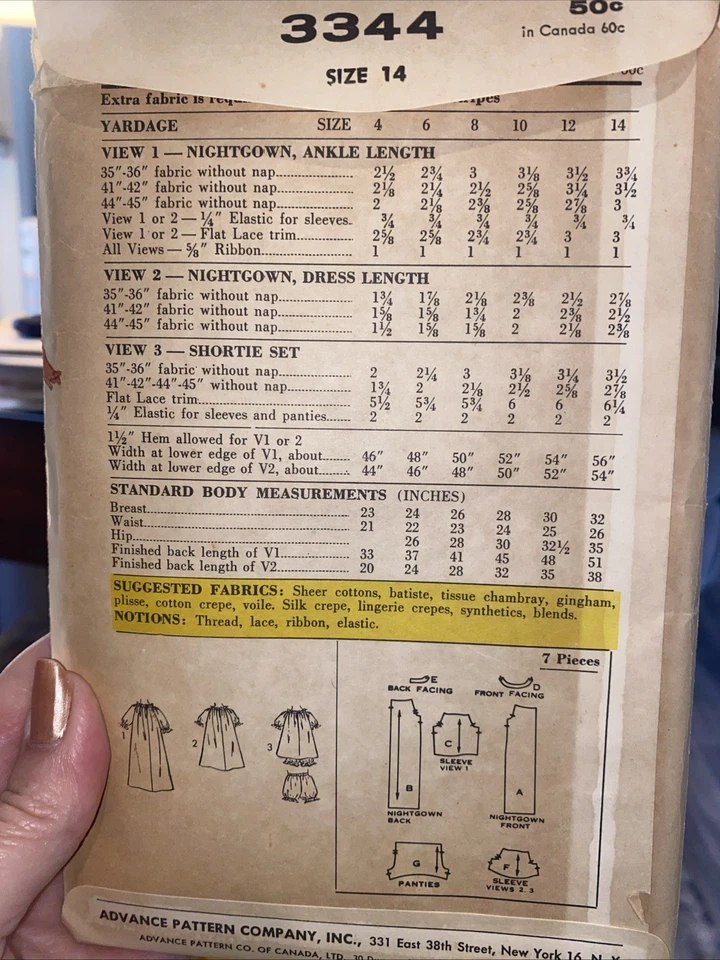 3344
50c
in Canada 60c
SIZE 14
Extra fabric is
YARDAGE SIZE 4 6 8 10 12 14
VIEW 1 — NIGHTGOWN, ANKLE LENGTH
35"-36" fabric without nap 2½ 2¾ 3 3⅛ 3½ 3¾
41"-42" fabric without nap 2⅛ 2¼ 2½ 2⅝ 3¼ 3½
44"-45" fabric without nap 2 2⅛ 2⅜ 2⅝ 2⅞ 3
View 1 or 2 — ¼" Elastic for sleeves ¾ ¾ ¾ ¾ ¾ ¾
View 1 or 2 — Flat Lace trim 2⅝ 2⅝ 2¾ 2¾ 3 3
All Views — ⅝" Ribbon 1 1 1 1 1 1
VIEW 2 — NIGHTGOWN, DRESS LENGTH
35"-36" fabric without nap 1¾ 1⅞ 2⅛ 2⅜ 2½ 2⅞
41"-42" fabric without nap 1⅝ 1⅝ 1¾ 2 2⅜ 2½
44"-45" fabric without nap 1½ 1⅝ 1⅝ 2 2⅛ 2⅜
VIEW 3 — SHORTIE SET
35"-36" fabric without nap 2 2¼ 3 3⅛ 3¼ 3½
41"-42"-44"-45" without nap 1¾ 2 2⅛ 2½ 2⅝ 2⅞
Flat Lace trim 5½ 5¾ 5¾ 6 6 6¼
¼" Elastic for sleeves and panties 2 2 2 2 2 2
1½" Hem allowed for V1 or 2
Width at lower edge of V1, about 46" 48" 50" 52" 54" 56"
Width at lower edge of V2, about 44" 46" 48" 50" 52" 54"
STANDARD BODY MEASUREMENTS (INCHES)
Breast 23 24 26 28 30 32
Waist 21 22 23 24 25 26
Hip 26 28 30 32½ 35
Finished back length of V1 33 37 41 45 48 51
Finished back length of V2 20 24 28 32 35 38
SUGGESTED FABRICS: Sheer cottons, batiste, tissue chambray, gingham,
plisse, cotton crepe, voile. Silk crepe, lingerie crepes, synthetics, blends.
NOTIONS: Thread, lace, ribbon, elastic.
7 Pieces
1
2
3
E
BACK FACING
D
FRONT FACING
C
SLEEVE
VIEW 1
B
NIGHTGOWN
BACK
A
NIGHTGOWN
FRONT
G
PANTIES
F
SLEEVE
VIEWS 2, 3
ADVANCE PATTERN COMPANY, INC., 331 East 38th Street, New York 16, N. Y.
ADVANCE PATTERN CO. OF CANADA, LTD. 30